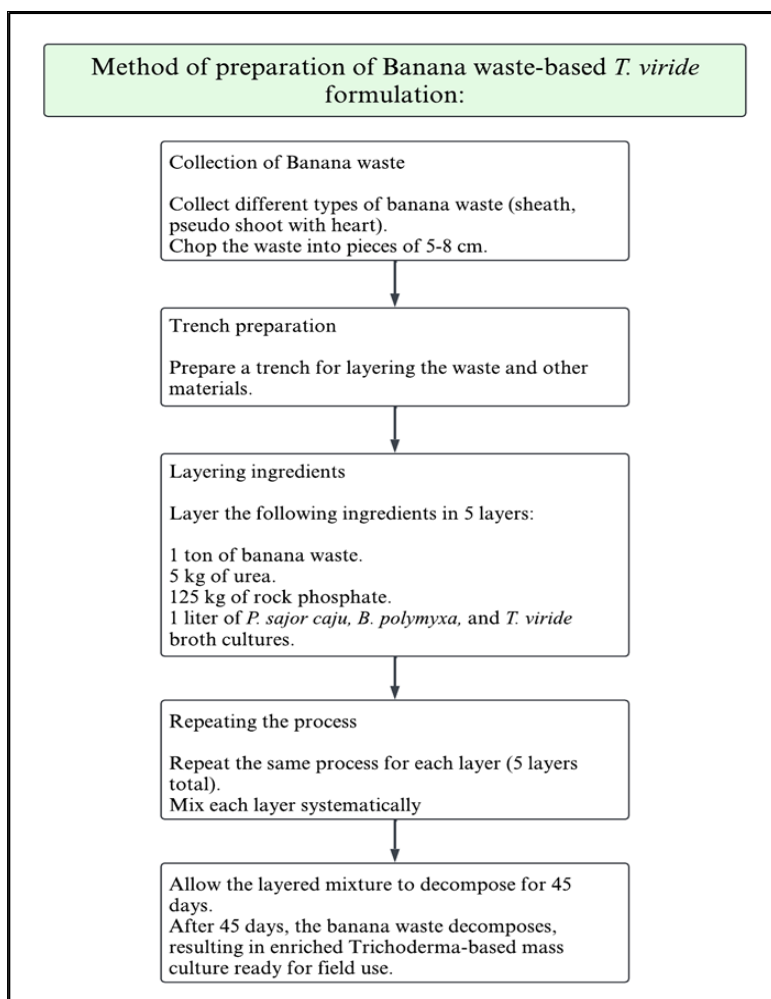 Method of preparation of Banana waste-based T. viride
formulation:
Collection of Banana waste
Collect different types of banana waste (sheath,
pseudo shoot with heart).
Chop the waste into pieces of 5-8 cm.
Trench preparation
Prepare a trench for layering the waste and other
materials.
Layering ingredients
Layer the following ingredients in 5 layers:
1 ton of banana waste.
5 kg of urea.
125 kg of rock phosphate.
1 liter of P. sajor caju, B. polymyxa, and T. viride
broth cultures.
Repeating the process
Repeat the same process for each layer (5 layers
total).
Mix each layer systematically
Allow the layered mixture to decompose for 45
days.
After 45 days, the banana waste decomposes,
resulting in enriched Trichoderma-based mass
culture ready for field use.